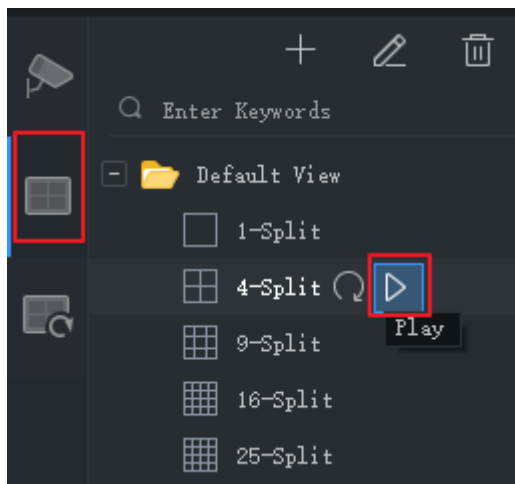 Enter Keywords
Default View
1-Split
4-Split
Play
9-Split
16-Split
25-Split